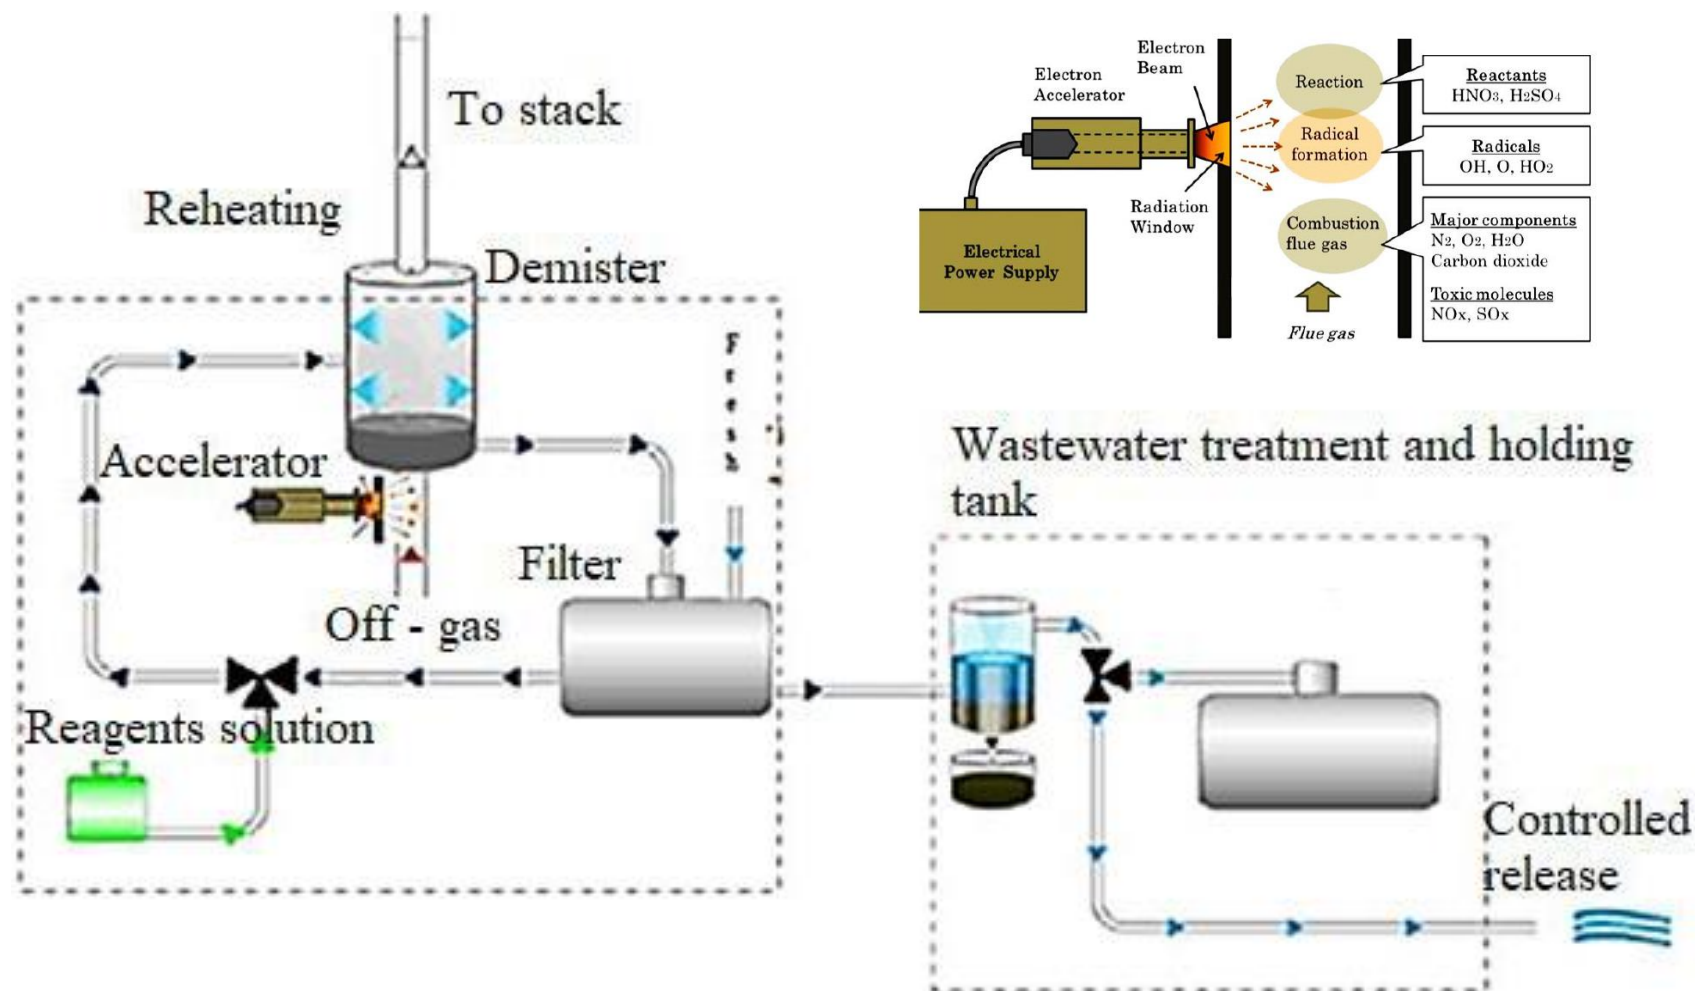 To stack
Reheating
Demister
Accelerator
Filter
Off - gas
Reagents solution
Fresh
Electron
Beam
Electron
Accelerator
Radiation
Window
Electrical
Power Supply
Reaction
Radical
formation
Combustion
flue gas
Flue gas
Reactants
HNO3, H2SO4
Radicals
OH, O, HO2
Major components
N2, O2, H2O
Carbon dioxide
Toxic molecules
NOx, SOx
Wastewater treatment and holding
tank
Controlled
release